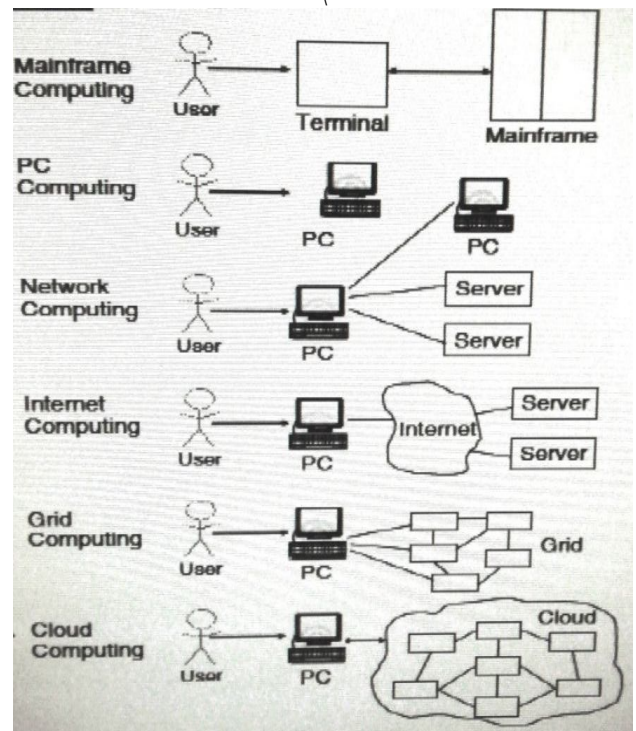 Mainframe
Computing
User
Terminal
Mainframe
PC
Computing
User
PC
PC
Network
Computing
User
PC
Server
Server
Internet
Computing
User
PC
Internet
Server
Server
Grid
Computing
User
PC
Grid
Cloud
Computing
User
PC
Cloud